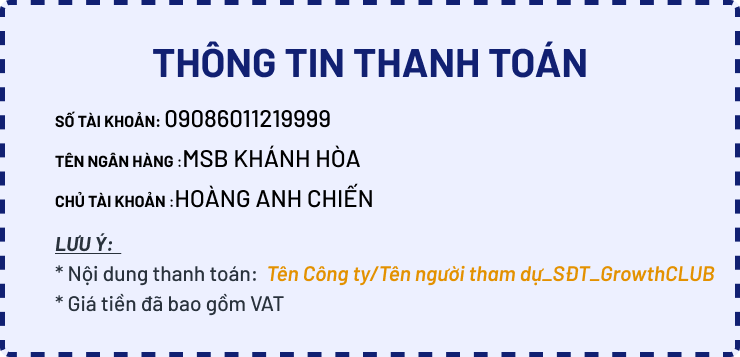 THÔNG TIN THANH TOÁN
SỐ TÀI KHOẢN: 09086011219999
TÊN NGÂN HÀNG :MSB KHÁNH HÒA
CHỦ TÀI KHOẢN :HOÀNG ANH CHIẾN
LƯU Ý:
* Nội dung thanh toán: Tên Công ty/Tên người tham dự_SĐT_GrowthCLUB
* Giá tiền đã bao gồm VAT